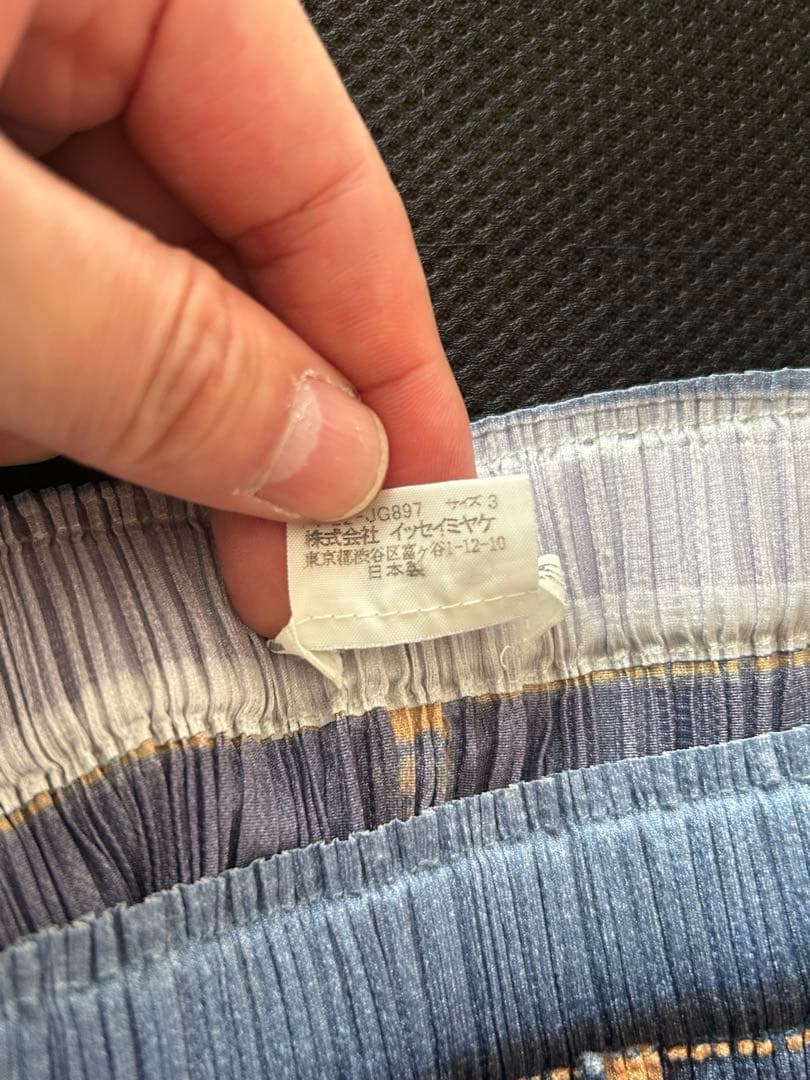 -JG897 サイズ 3
株式会社 イッセイミヤケ
東京都渋谷区富ヶ谷1-12-10
日本製